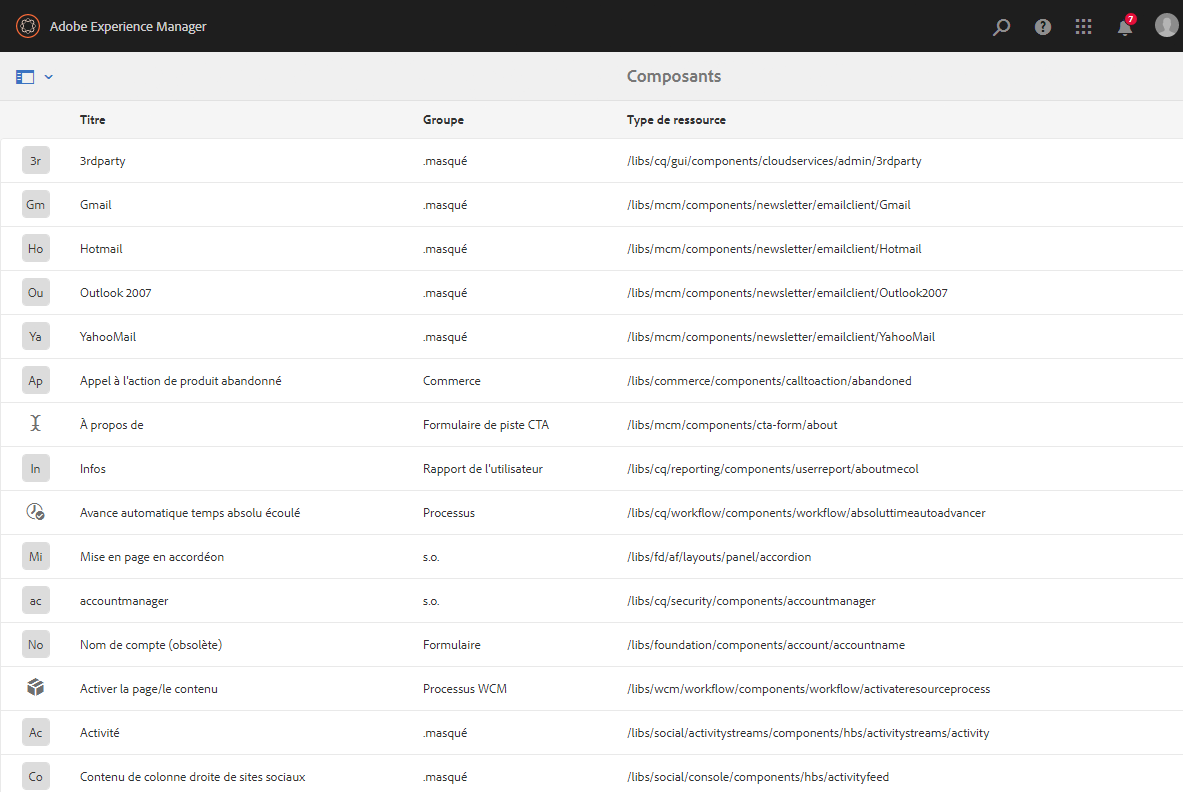 Adobe Experience Manager 7
Composants
Titre Groupe Type de ressource
3r 3rdparty .masqué /libs/cq/gui/components/cloudservices/admin/3rdparty
Gm Gmail .masqué /libs/mcm/components/newsletter/emailclient/Gmail
Ho Hotmail .masqué /libs/mcm/components/newsletter/emailclient/Hotmail
Ou Outlook 2007 .masqué /libs/mcm/components/newsletter/emailclient/Outlook2007
Ya YahooMail .masqué /libs/mcm/components/newsletter/emailclient/YahooMail
Ap Appel à l'action de produit abandonné Commerce /libs/commerce/components/calltoaction/abandoned
À propos de Formulaire de piste CTA /libs/mcm/components/cta-form/about
In Infos Rapport de l'utilisateur /libs/cq/reporting/components/userreport/aboutmecol
Avance automatique temps absolu écoulé Processus /libs/cq/workflow/components/workflow/absoluttimeautoadvancer
Mi Mise en page en accordéon s.o. /libs/fd/af/layouts/panel/accordion
ac accountmanager s.o. /libs/cq/security/components/accountmanager
No Nom de compte (obsolète) Formulaire /libs/foundation/components/account/accountname
Activer la page/le contenu Processus WCM /libs/wcm/workflow/components/workflow/activateresourceprocess
Ac Activité .masqué /libs/social/activitystreams/components/hbs/activitystreams/activity
Co Contenu de colonne droite de sites sociaux .masqué /libs/social/console/components/hbs/activityfeed